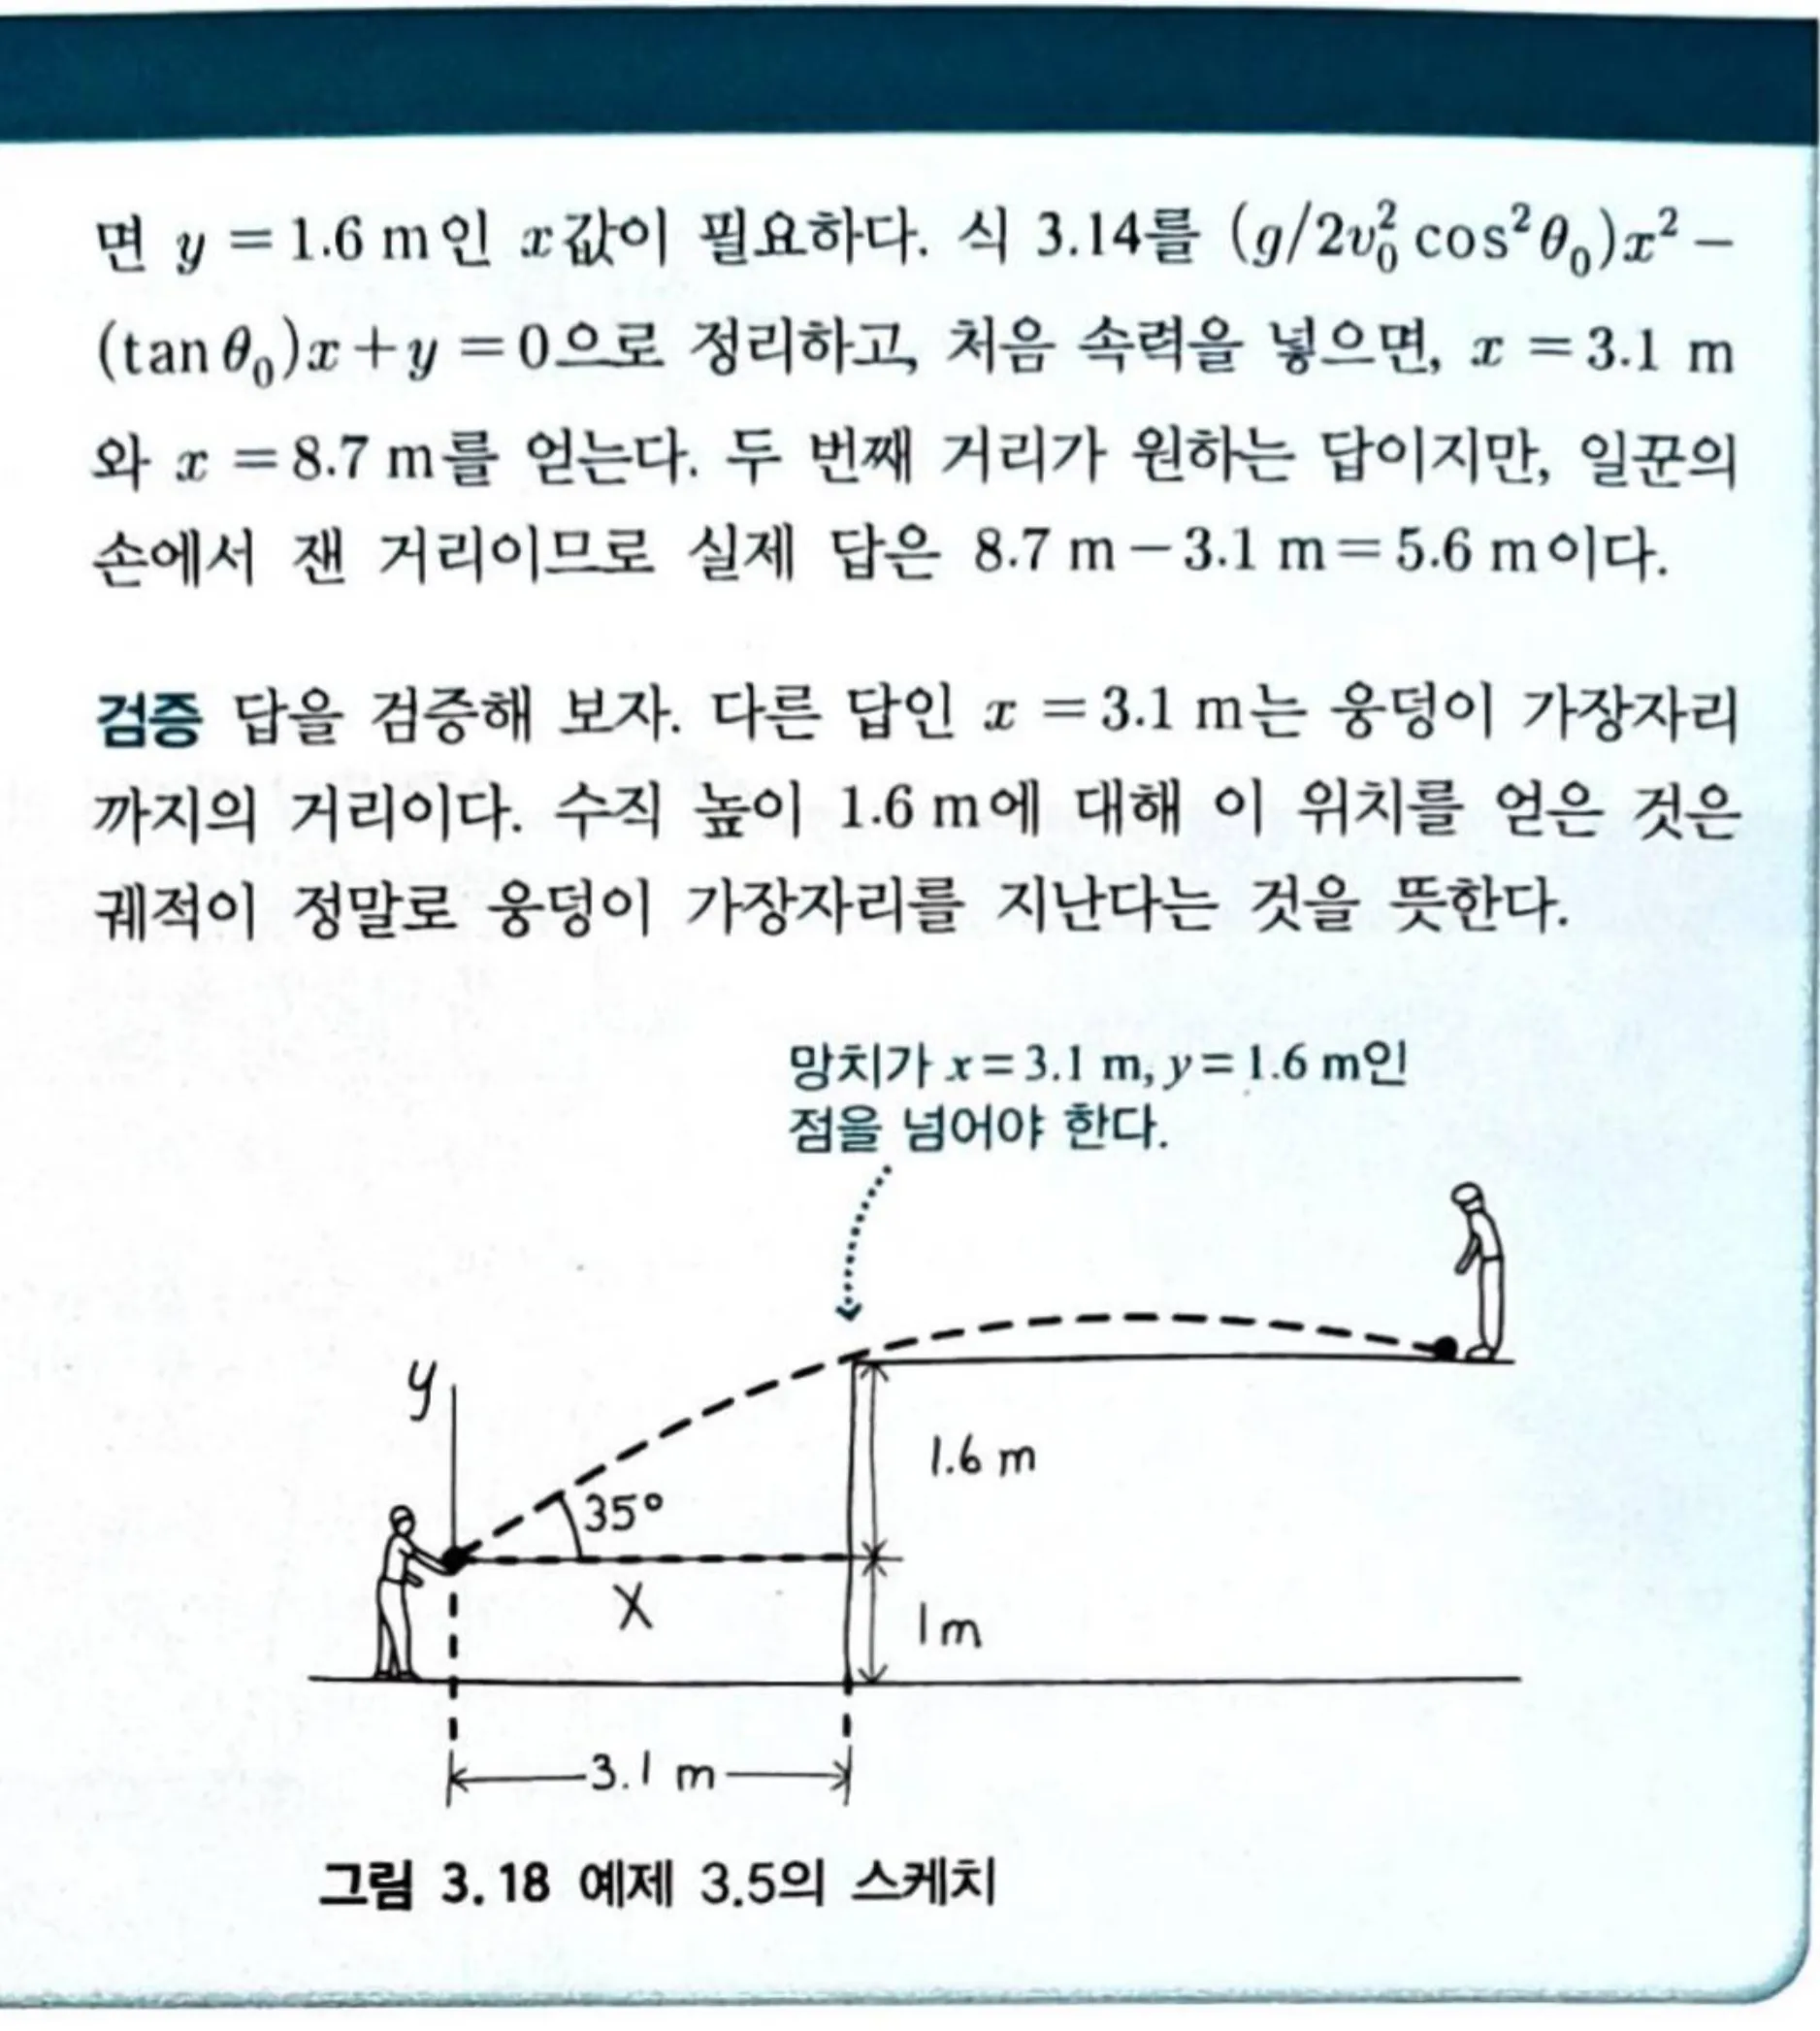 면 y = 1.6 m인 x값이 필요하다. 식 3.14를 (g/2v₀² cos²θ₀)x² −
(tan θ₀)x + y = 0으로 정리하고, 처음 속력을 넣으면, x = 3.1 m
와 x = 8.7 m를 얻는다. 두 번째 거리가 원하는 답이지만, 일꾼의
손에서 잰 거리이므로 실제 답은 8.7 m − 3.1 m = 5.6 m이다.
검증 답을 검증해 보자. 다른 답인 x = 3.1 m는 웅덩이 가장자리
까지의 거리이다. 수직 높이 1.6 m에 대해 이 위치를 얻은 것은
궤적이 정말로 웅덩이 가장자리를 지난다는 것을 뜻한다.
망치가 x = 3.1 m, y = 1.6 m인
점을 넘어야 한다.
y
1.6 m
35°
X
1m
3.1 m
그림 3.18 예제 3.5의 스케치